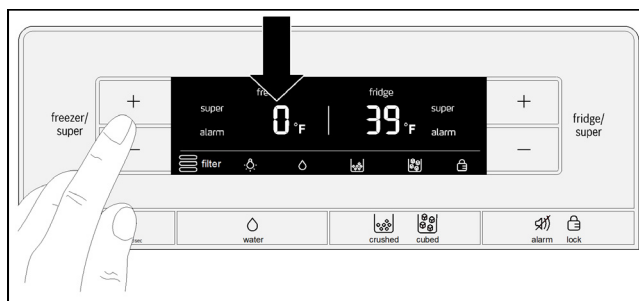 fridge
super
super
0 °F
39 °F
alarm
alarm
freezer/
super
fridge/
super
+
+
−
−
filter
water
crushed
cubed
alarm
lock